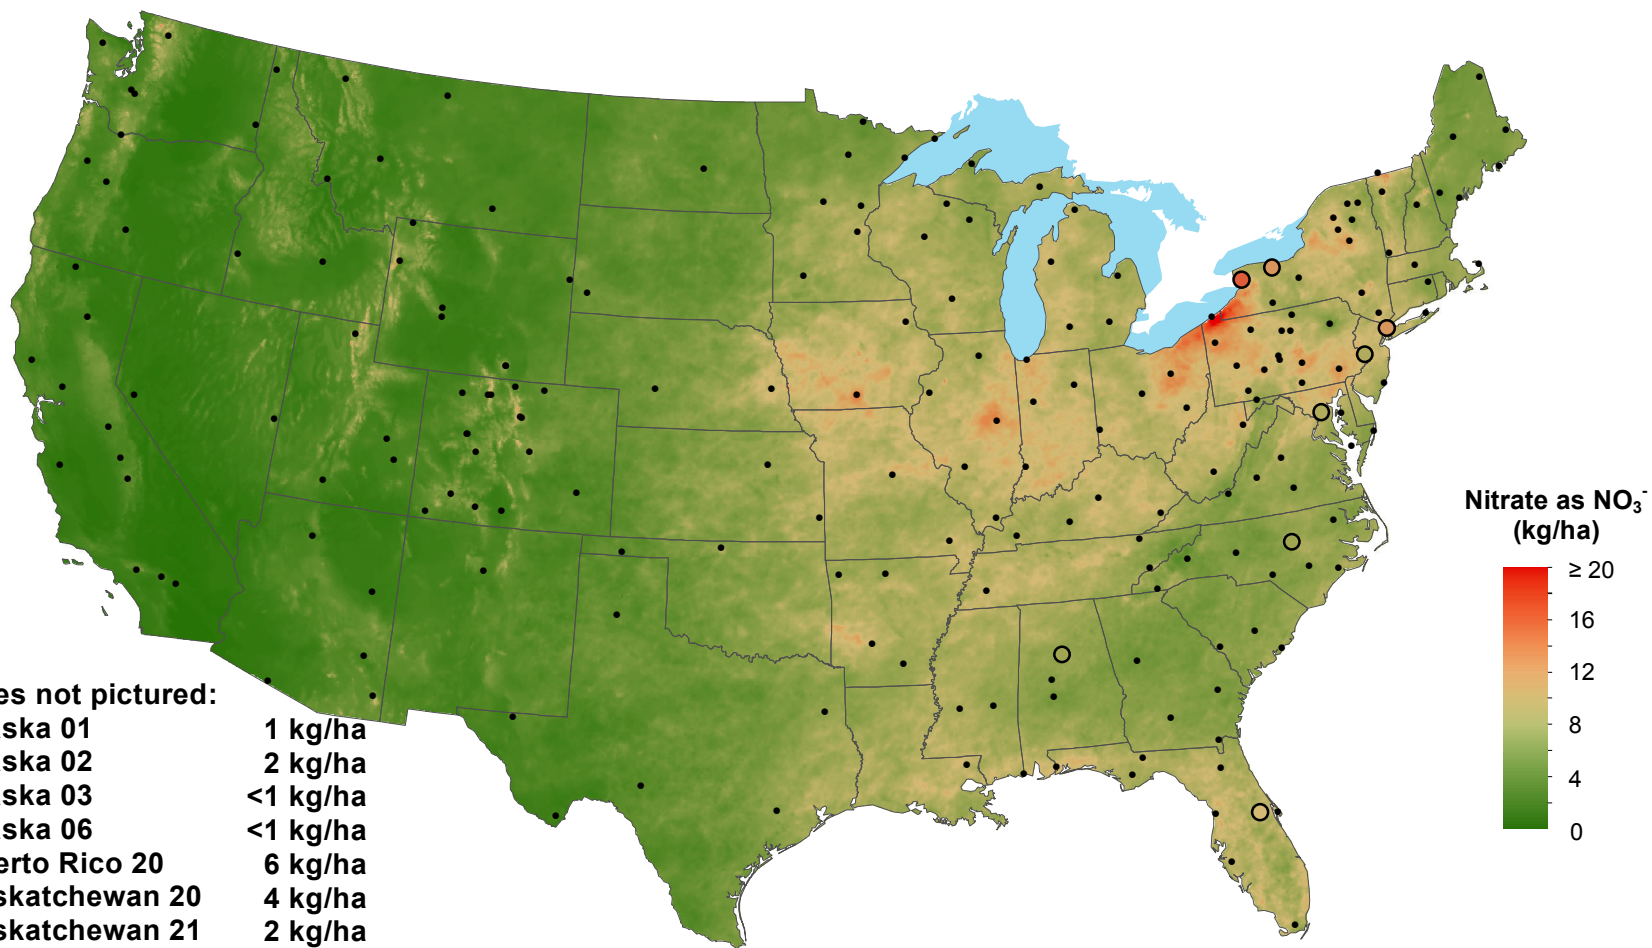 Nitrate as NO₃⁻
(kg/ha)
≥ 20
16
12
8
4
0
es not pictured:
ska 01 1 kg/ha
ska 02 2 kg/ha
ska 03 <1 kg/ha
ska 06 <1 kg/ha
erto Rico 20 6 kg/ha
skatchewan 20 4 kg/ha
skatchewan 21 2 kg/ha